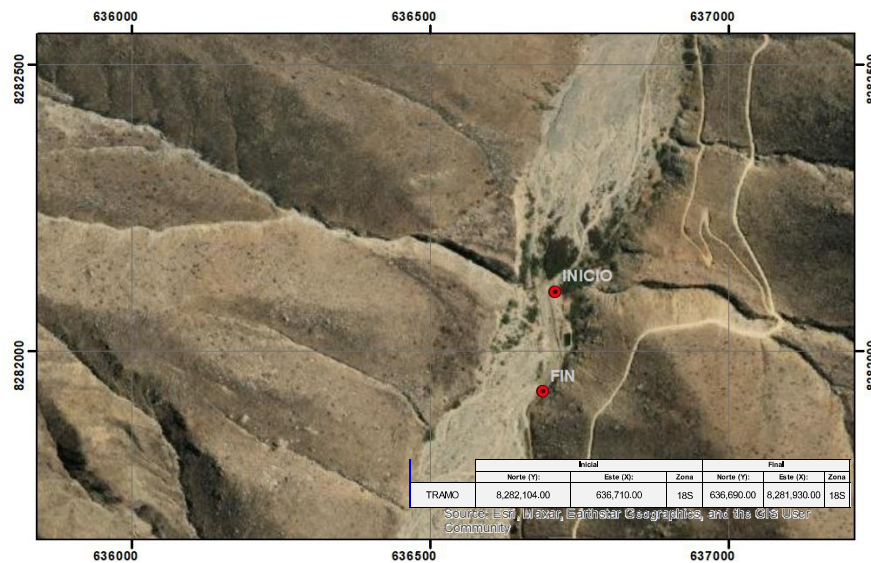 636000 636500 637000
8282500 8282500
INICIO
8282000 8282000
FIN
Inicial Final
Norte (Y): Este (X): Zona Norte (Y): Este (X): Zona
TRAMO 8,282,104.00 636,710.00 18S 636,690.00 8,281,930.00 18S
Source: Esri, Maxar, Earthstar Geographics, and the GIS User
Community
636000 636500 637000